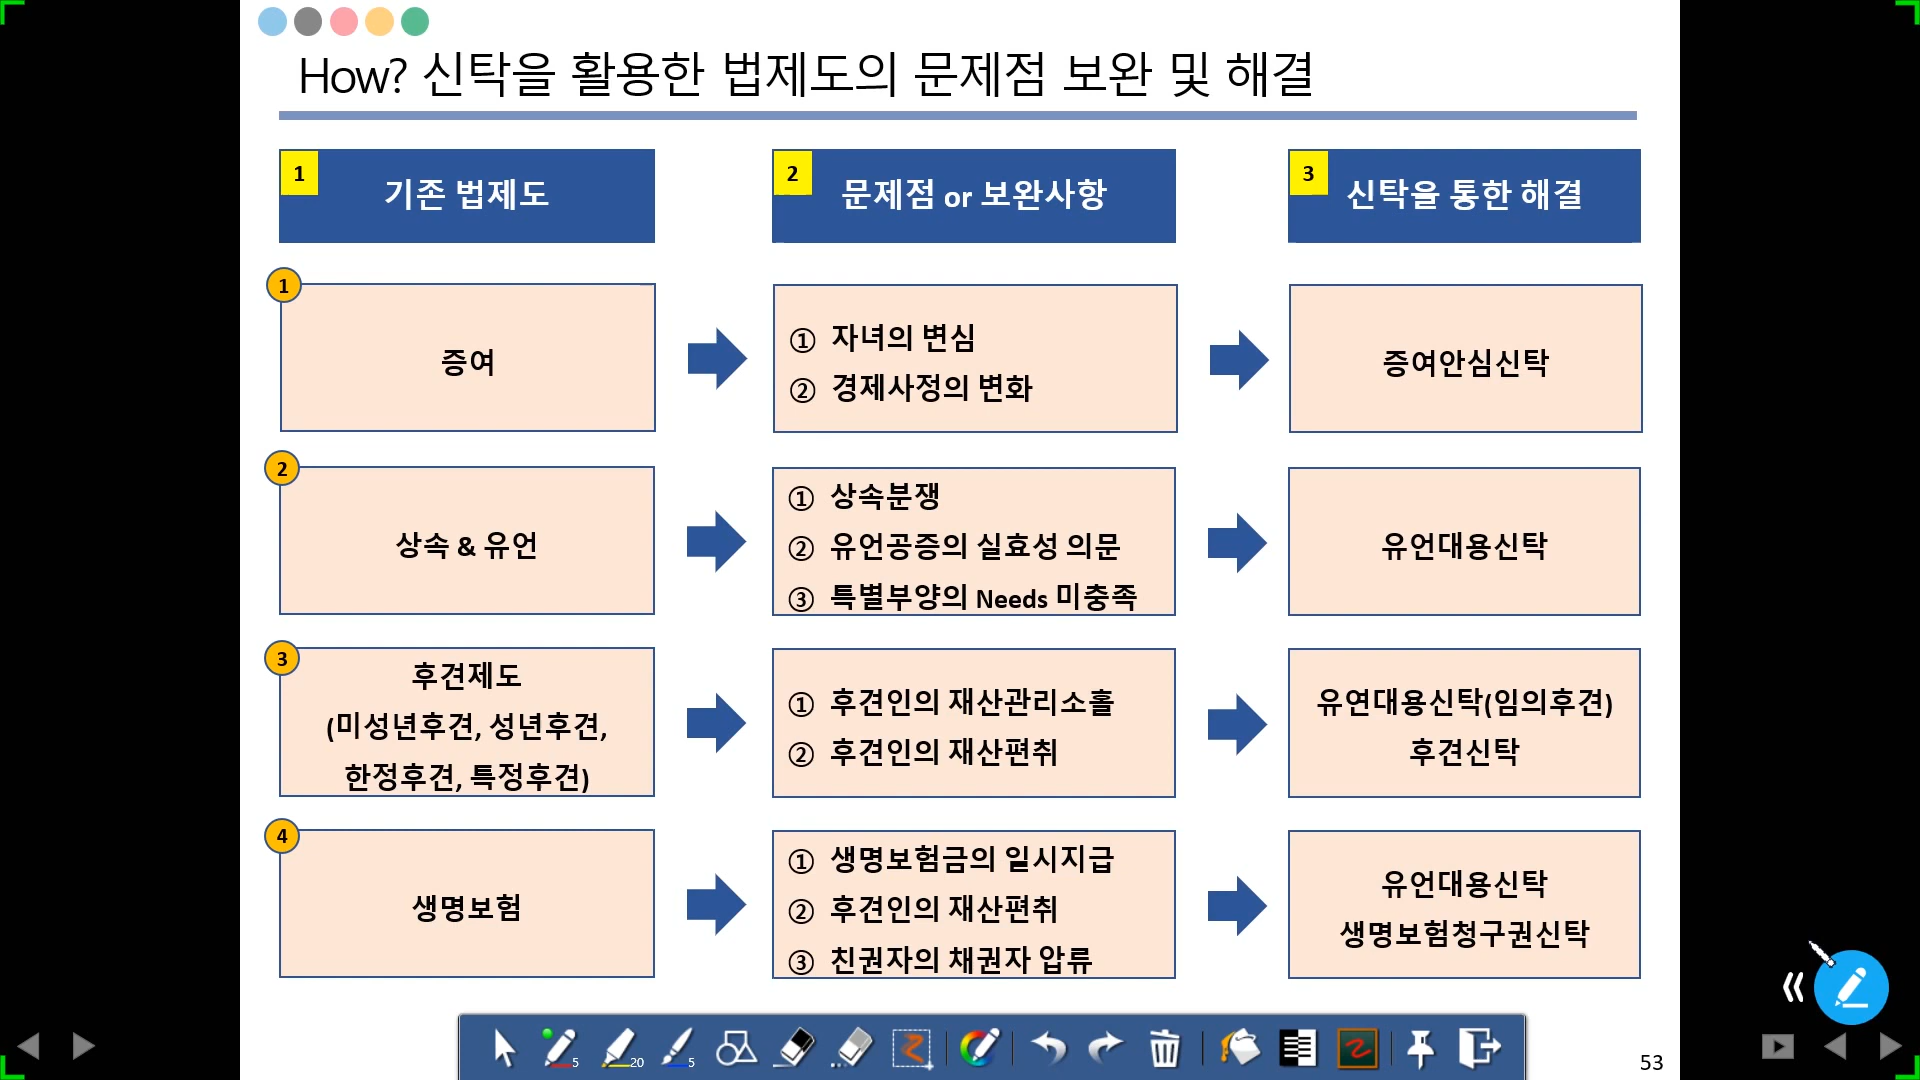 How? 신탁을 활용한 법제도의 문제점 보완 및 해결
1
기존 법제도
2
문제점 or 보완사항
3
신탁을 통한 해결
1
증여
① 자녀의 변심
② 경제사정의 변화
증여안심신탁
2
상속 & 유언
① 상속분쟁
② 유언공증의 실효성 의문
③ 특별부양의 Needs 미충족
유언대용신탁
3
후견제도
(미성년후견, 성년후견,
한정후견, 특정후견)
① 후견인의 재산관리소홀
② 후견인의 재산편취
유연대용신탁(임의후견)
후견신탁
4
생명보험
① 생명보험금의 일시지급
② 후견인의 재산편취
③ 친권자의 채권자 압류
유언대용신탁
생명보험청구권신탁
5
20
5
53